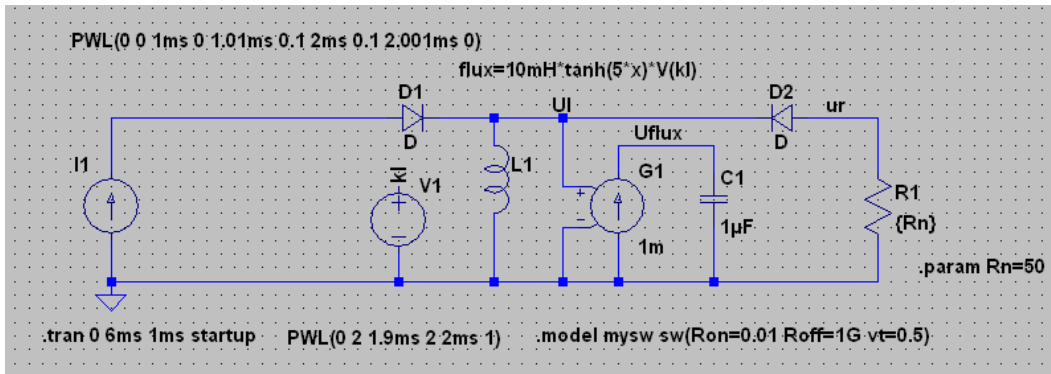 PWL(0 0 1ms 0 1.01ms 0.1 2ms 0.1 2.001ms 0)
flux=10mH*tanh(5*x)*V(kl)
D1
D
Ul
D2
D
ur
Uflux
I1
kl
V1
L1
G1
1m
C1
1µF
R1
{Rn}
.param Rn=50
.tran 0 6ms 1ms startup
PWL(0 2 1.9ms 2 2ms 1)
.model mysw sw(Ron=0.01 Roff=1G vt=0.5)